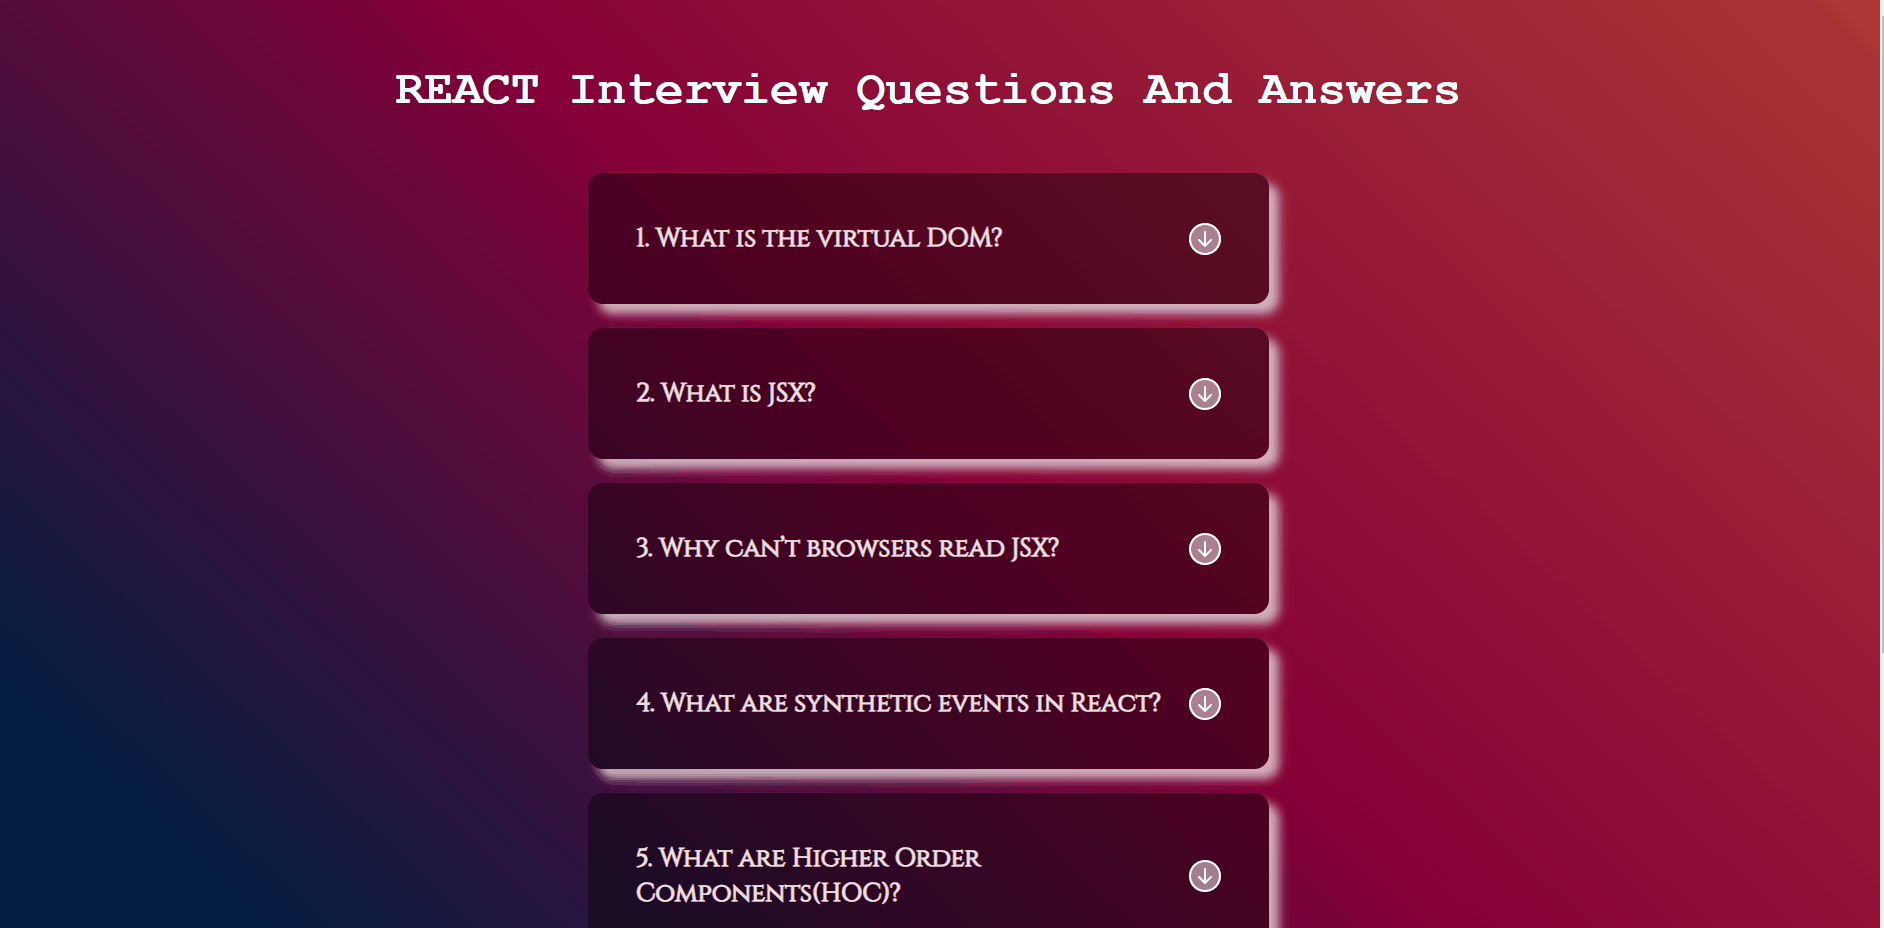 REACT Interview Questions And Answers
1. What is the virtual DOM?
2. What is JSX?
3. Why can't browsers read JSX?
4. What are synthetic events in React?
5. What are Higher Order
Components(HOC)?